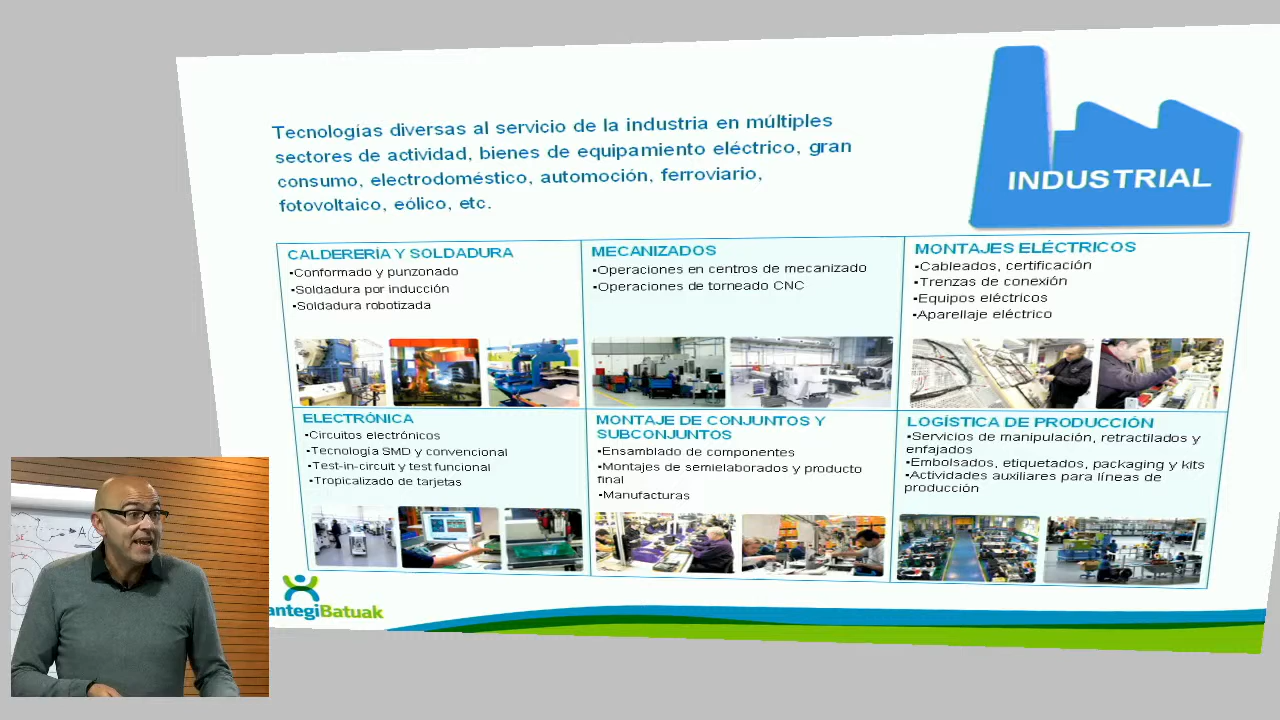 Tecnologías diversas al servicio de la industria en múltiples
sectores de actividad, bienes de equipamiento eléctrico, gran
consumo, electrodoméstico, automoción, ferroviario,
fotovoltaico, eólico, etc.
INDUSTRIAL
CALDERERÍA Y SOLDADURA
•Conformado y punzonado
•Soldadura por inducción
•Soldadura robotizada
MECANIZADOS
•Operaciones en centros de mecanizado
•Operaciones de torneado CNC
MONTAJES ELÉCTRICOS
•Cableados, certificación
•Trenzas de conexión
•Equipos eléctricos
•Aparellaje eléctrico
ELECTRÓNICA
•Circuitos electrónicos
•Tecnología SMD y convencional
•Test-in-circuit y test funcional
•Tropicalizado de tarjetas
MONTAJE DE CONJUNTOS Y
SUBCONJUNTOS
•Ensamblado de componentes
•Montajes de semielaborados y producto
final
•Manufacturas
LOGÍSTICA DE PRODUCCIÓN
•Servicios de manipulación, retractilados y
enfajados
•Embolsados, etiquetados, packaging y kits
•Actividades auxiliares para líneas de
producción
antegiBatuak